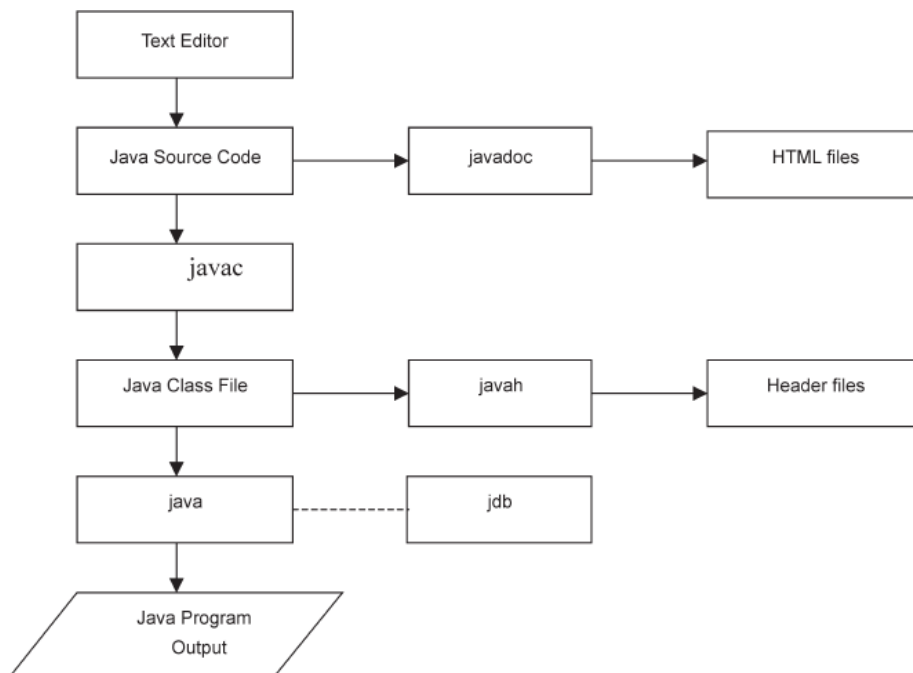 Text Editor
Java Source Code
javadoc
HTML files
javac
Java Class File
javah
Header files
java
jdb
Java Program
Output